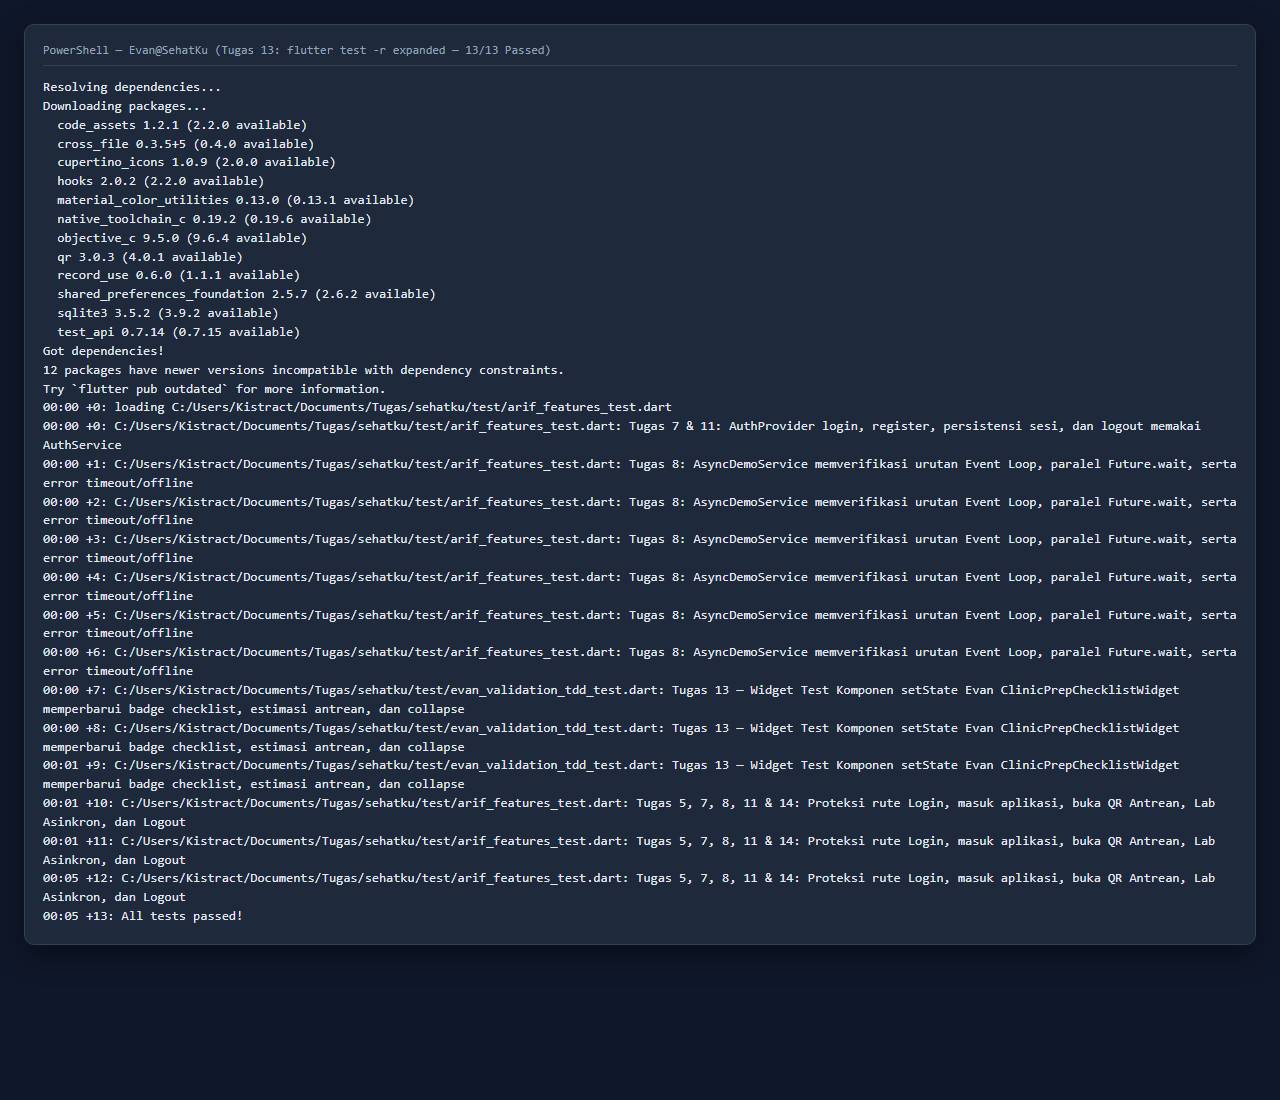 PowerShell — Evan@SehatKu (Tugas 13: flutter test -r expanded — 13/13 Passed)
Resolving dependencies...
Downloading packages...
  code_assets 1.2.1 (2.2.0 available)
  cross_file 0.3.5+5 (0.4.0 available)
  cupertino_icons 1.0.9 (2.0.0 available)
  hooks 2.0.2 (2.2.0 available)
  material_color_utilities 0.13.0 (0.13.1 available)
  native_toolchain_c 0.19.2 (0.19.6 available)
  objective_c 9.5.0 (9.6.4 available)
  qr 3.0.3 (4.0.1 available)
  record_use 0.6.0 (1.1.1 available)
  shared_preferences_foundation 2.5.7 (2.6.2 available)
  sqlite3 3.5.2 (3.9.2 available)
  test_api 0.7.14 (0.7.15 available)
Got dependencies!
12 packages have newer versions incompatible with dependency constraints.
Try `flutter pub outdated` for more information.
00:00 +0: loading C:/Users/Kistract/Documents/Tugas/sehatku/test/arif_features_test.dart
00:00 +0: C:/Users/Kistract/Documents/Tugas/sehatku/test/arif_features_test.dart: Tugas 7 & 11: AuthProvider login, register, persistensi sesi, dan logout memakai
AuthService
00:00 +1: C:/Users/Kistract/Documents/Tugas/sehatku/test/arif_features_test.dart: Tugas 8: AsyncDemoService memverifikasi urutan Event Loop, paralel Future.wait, serta
error timeout/offline
00:00 +2: C:/Users/Kistract/Documents/Tugas/sehatku/test/arif_features_test.dart: Tugas 8: AsyncDemoService memverifikasi urutan Event Loop, paralel Future.wait, serta
error timeout/offline
00:00 +3: C:/Users/Kistract/Documents/Tugas/sehatku/test/arif_features_test.dart: Tugas 8: AsyncDemoService memverifikasi urutan Event Loop, paralel Future.wait, serta
error timeout/offline
00:00 +4: C:/Users/Kistract/Documents/Tugas/sehatku/test/arif_features_test.dart: Tugas 8: AsyncDemoService memverifikasi urutan Event Loop, paralel Future.wait, serta
error timeout/offline
00:00 +5: C:/Users/Kistract/Documents/Tugas/sehatku/test/arif_features_test.dart: Tugas 8: AsyncDemoService memverifikasi urutan Event Loop, paralel Future.wait, serta
error timeout/offline
00:00 +6: C:/Users/Kistract/Documents/Tugas/sehatku/test/arif_features_test.dart: Tugas 8: AsyncDemoService memverifikasi urutan Event Loop, paralel Future.wait, serta
error timeout/offline
00:00 +7: C:/Users/Kistract/Documents/Tugas/sehatku/test/evan_validation_tdd_test.dart: Tugas 13 — Widget Test Komponen setState Evan ClinicPrepChecklistWidget
memperbarui badge checklist, estimasi antrean, dan collapse
00:00 +8: C:/Users/Kistract/Documents/Tugas/sehatku/test/evan_validation_tdd_test.dart: Tugas 13 — Widget Test Komponen setState Evan ClinicPrepChecklistWidget
memperbarui badge checklist, estimasi antrean, dan collapse
00:01 +9: C:/Users/Kistract/Documents/Tugas/sehatku/test/evan_validation_tdd_test.dart: Tugas 13 — Widget Test Komponen setState Evan ClinicPrepChecklistWidget
memperbarui badge checklist, estimasi antrean, dan collapse
00:01 +10: C:/Users/Kistract/Documents/Tugas/sehatku/test/arif_features_test.dart: Tugas 5, 7, 8, 11 & 14: Proteksi rute Login, masuk aplikasi, buka QR Antrean, Lab
Asinkron, dan Logout
00:01 +11: C:/Users/Kistract/Documents/Tugas/sehatku/test/arif_features_test.dart: Tugas 5, 7, 8, 11 & 14: Proteksi rute Login, masuk aplikasi, buka QR Antrean, Lab
Asinkron, dan Logout
00:05 +12: C:/Users/Kistract/Documents/Tugas/sehatku/test/arif_features_test.dart: Tugas 5, 7, 8, 11 & 14: Proteksi rute Login, masuk aplikasi, buka QR Antrean, Lab
Asinkron, dan Logout
00:05 +13: All tests passed!